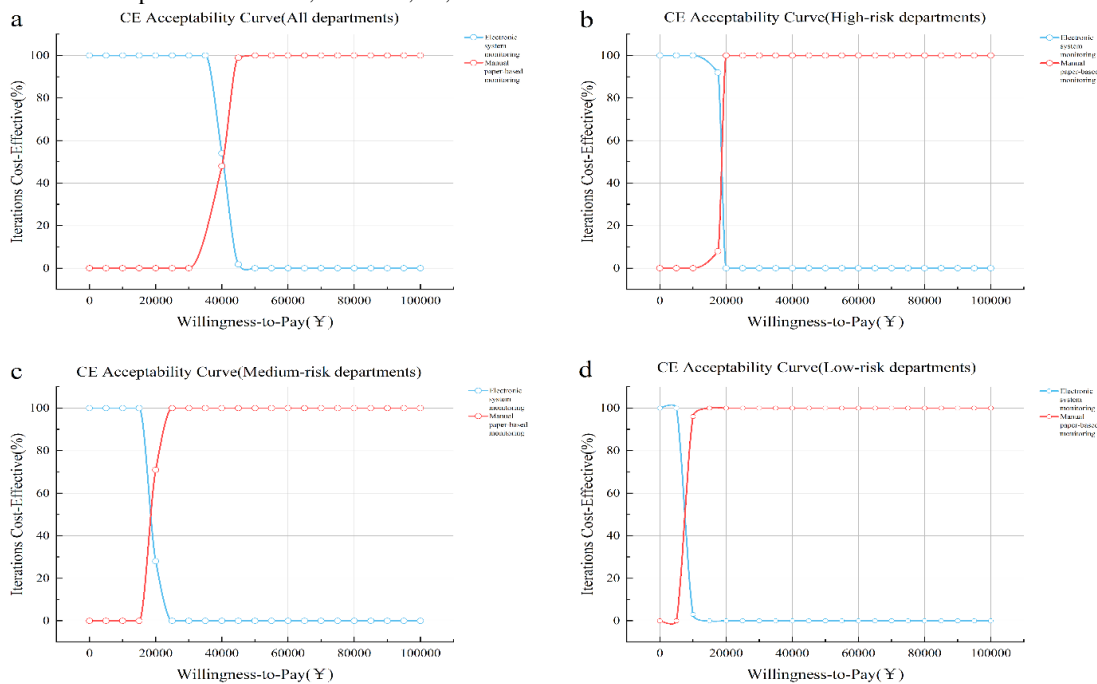 a
CE Acceptability Curve(All departments)
Electronic
system
monitoring
Manual
paper-based
monitoring
100
80
60
40
20
0
Iterations Cost-Effective(%)
0 20000 40000 60000 80000 100000
Willingness-to-Pay(¥)
b
CE Acceptability Curve(High-risk departments)
Electronic
system
monitoring
Manual
paper-based
monitoring
100
80
60
40
20
0
Iterations Cost-Effective(%)
0 20000 40000 60000 80000 100000
Willingness-to-Pay(¥)
c
CE Acceptability Curve(Medium-risk departments)
Electronic
system
monitoring
Manual
paper-based
monitoring
100
80
60
40
20
0
Iterations Cost-Effective(%)
0 20000 40000 60000 80000 100000
Willingness-to-Pay(¥)
d
CE Acceptability Curve(Low-risk departments)
Electronic
system
monitoring
Manual
paper-based
monitoring
100
80
60
40
20
0
Iterations Cost-Effective(%)
0 20000 40000 60000 80000 100000
Willingness-to-Pay(¥)